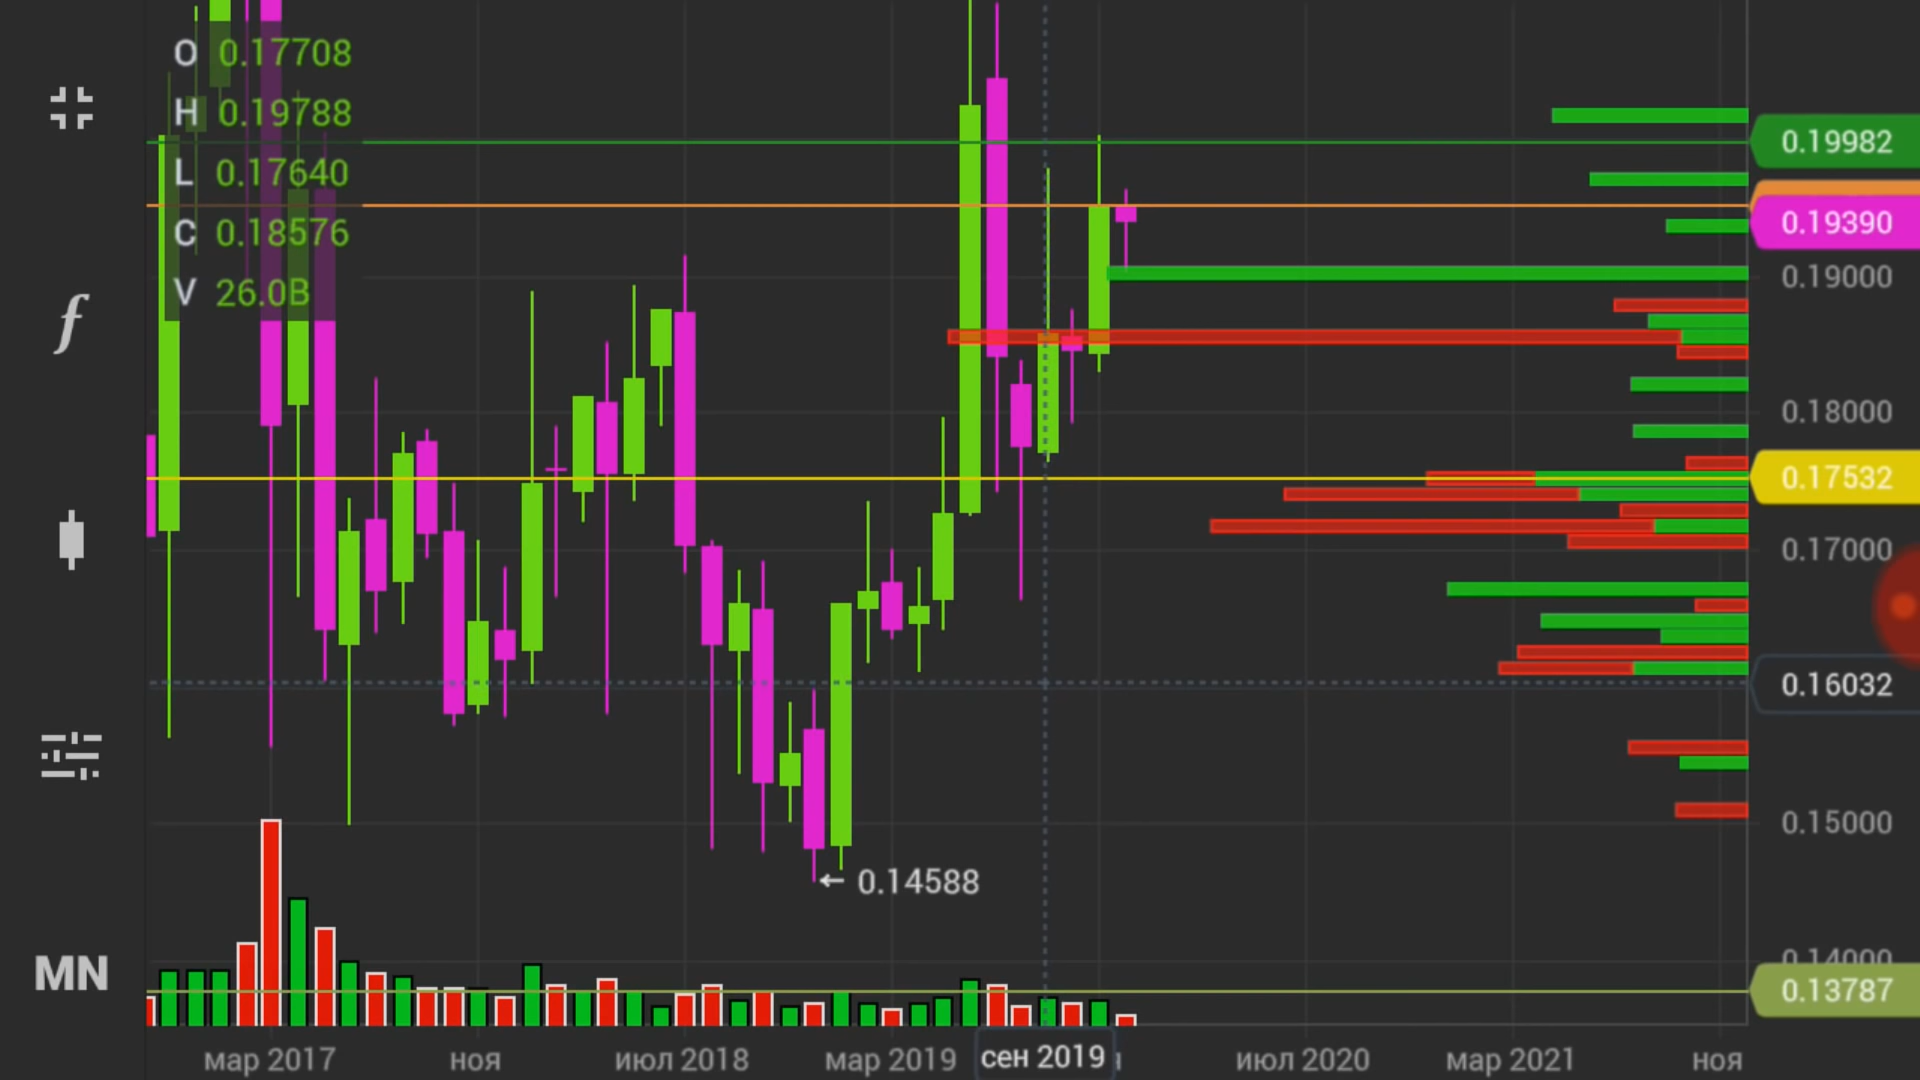 O 0.17708
H 0.19788
L 0.17640
C 0.18576
V 26.0B
0.19982
0.19390
0.19000
0.18000
0.17532
0.17000
0.16032
0.15000
0.14588
0.14000
0.13787
MN
мар 2017 ноя июл 2018 мар 2019 сен 2019 июл 2020 мар 2021 ноя